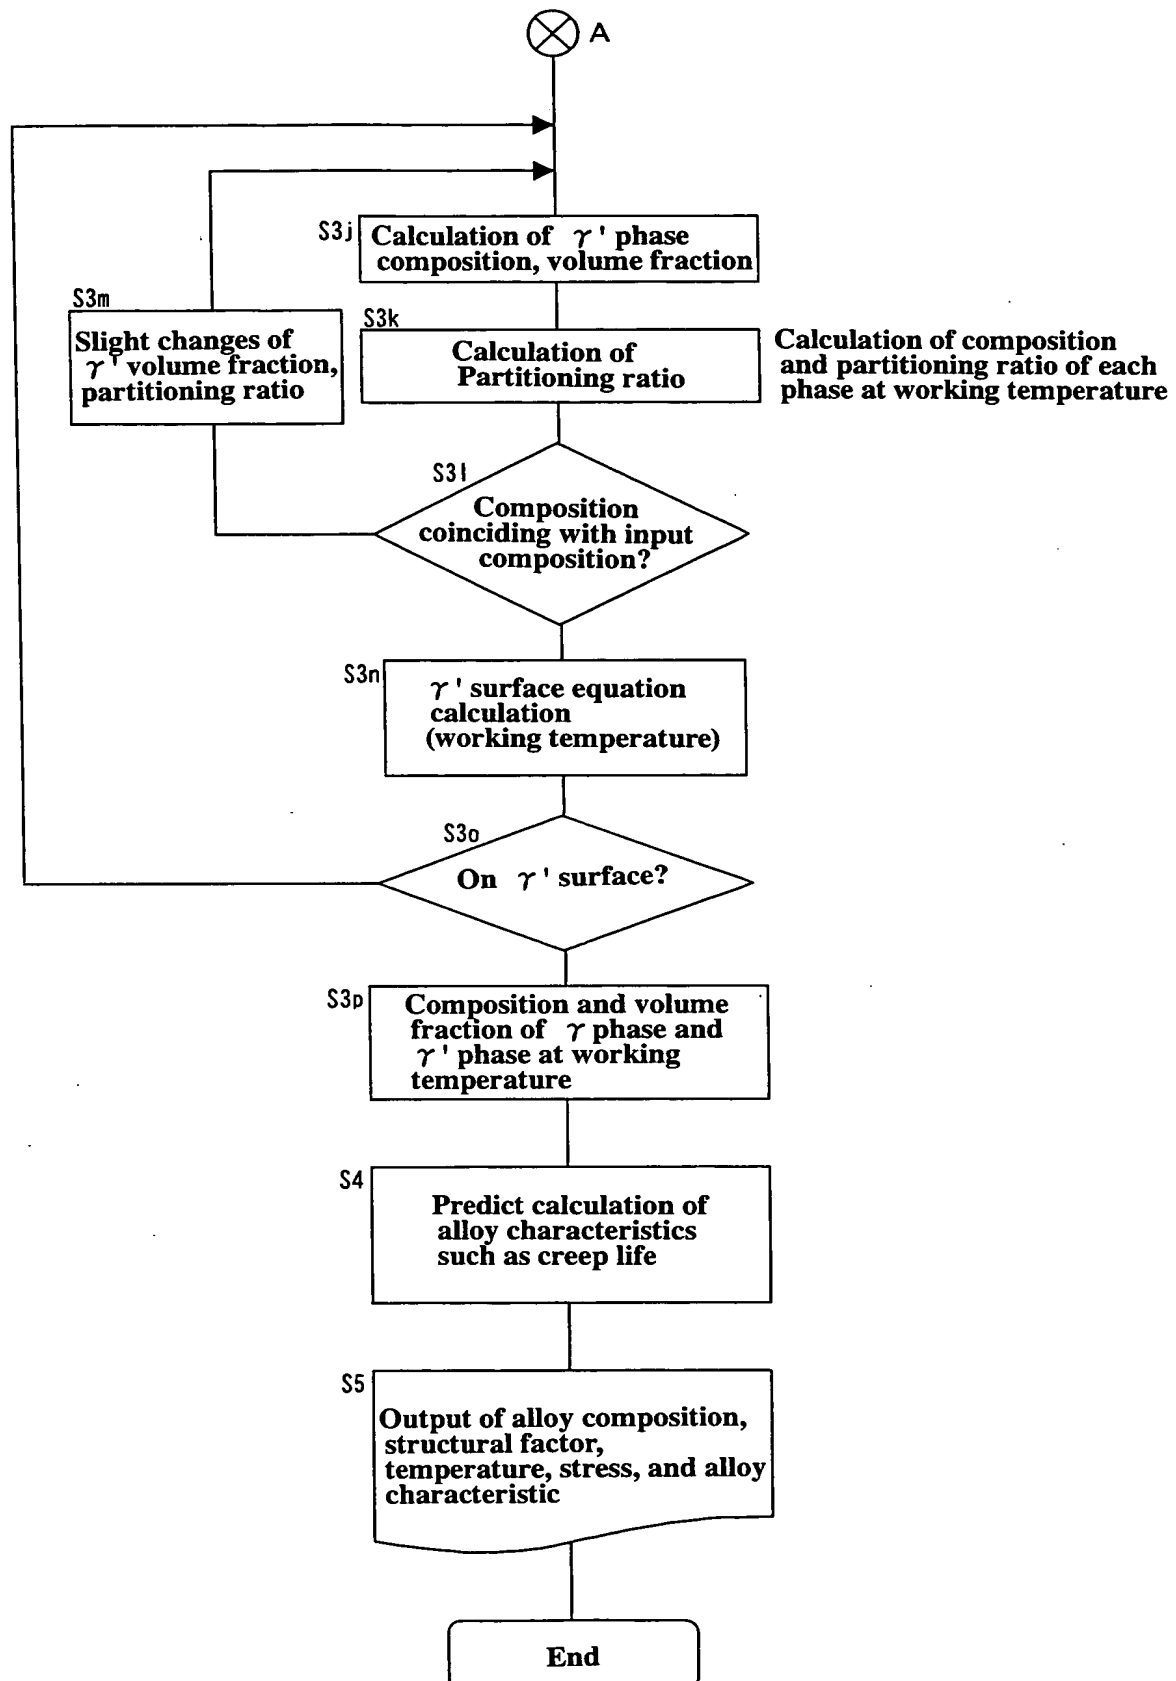 A
S3j
Calculation of γ' phase
composition, volume fraction
S3m
Slight changes of
γ' volume fraction,
partitioning ratio
S3k
Calculation of
Partitioning ratio
Calculation of composition
and partitioning ratio of each
phase at working temperature
S3l
Composition
coinciding with input
composition?
S3n
γ' surface equation
calculation
(working temperature)
S3o
On γ' surface?
S3p
Composition and volume
fraction of γ phase and
γ' phase at working
temperature
S4
Predict calculation of
alloy characteristics
such as creep life
S5
Output of alloy composition,
structural factor,
temperature, stress, and alloy
characteristic
End